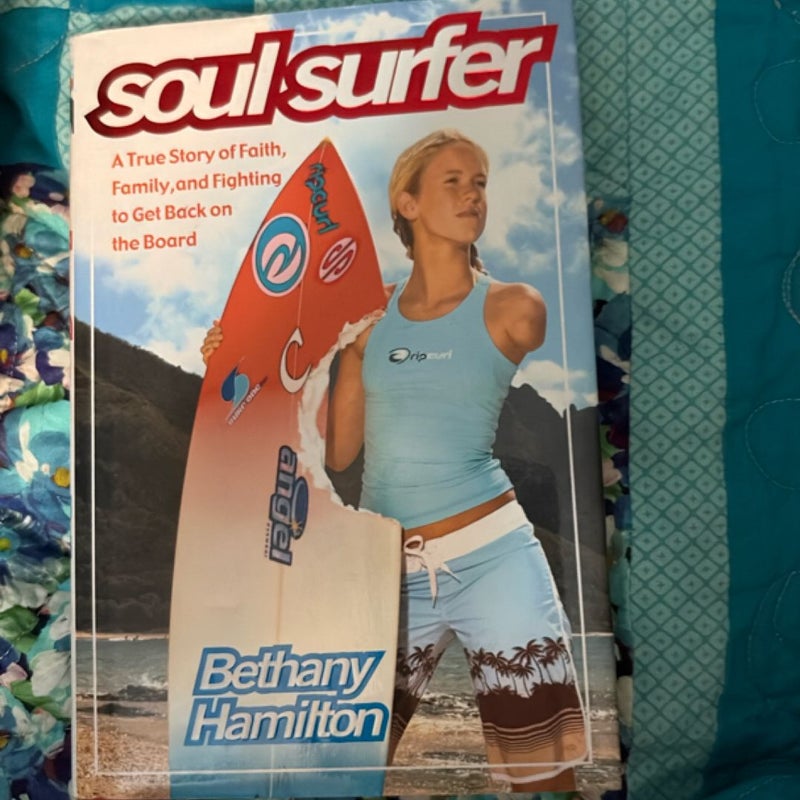 soul surfer
A True Story of Faith,
Family, and Fighting
to Get Back on
the Board
ripcurl
ripcurl
angel
Bethany
Hamilton